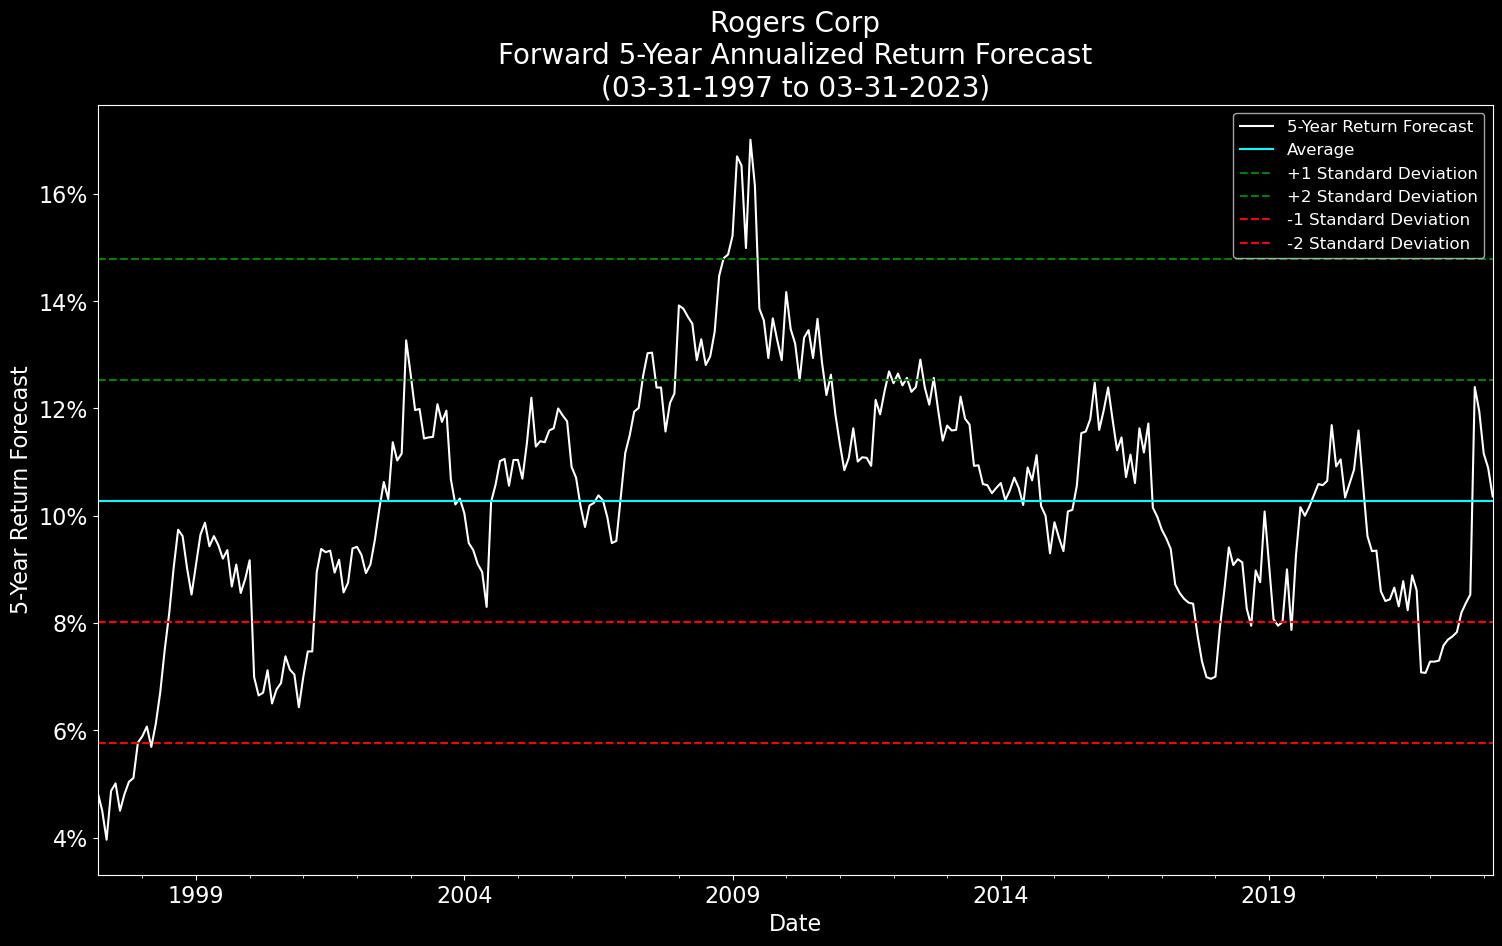 Rogers Corp
Forward 5-Year Annualized Return Forecast
(03-31-1997 to 03-31-2023)
5-Year Return Forecast
Average
+1 Standard Deviation
+2 Standard Deviation
-1 Standard Deviation
-2 Standard Deviation
5-Year Return Forecast
16%
14%
12%
10%
8%
6%
4%
1999
2004
2009
2014
2019
Date